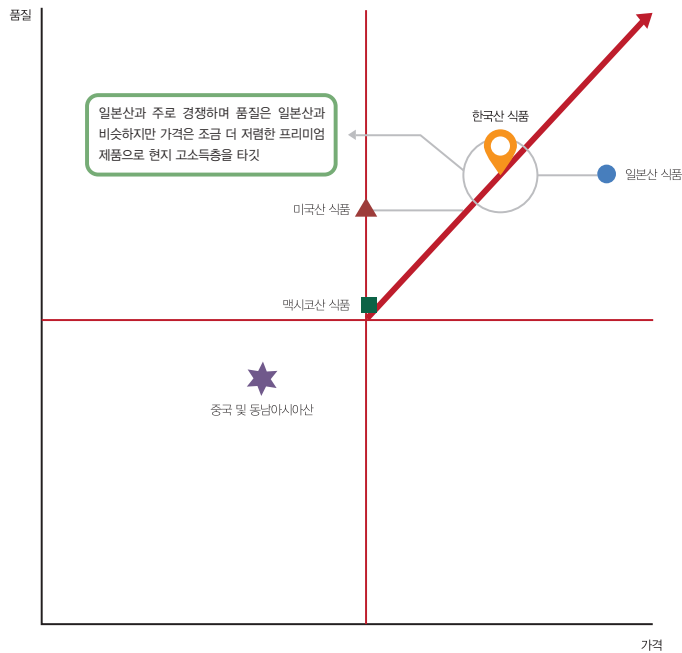 품질
일본산과 주로 경쟁하며 품질은 일본산과
비슷하지만 가격은 조금 더 저렴한 프리미엄
제품으로 현지 고소득층을 타깃
한국산 식품
일본산 식품
미국산 식품
맥시코산 식품
중국 및 동남아시아산
가격